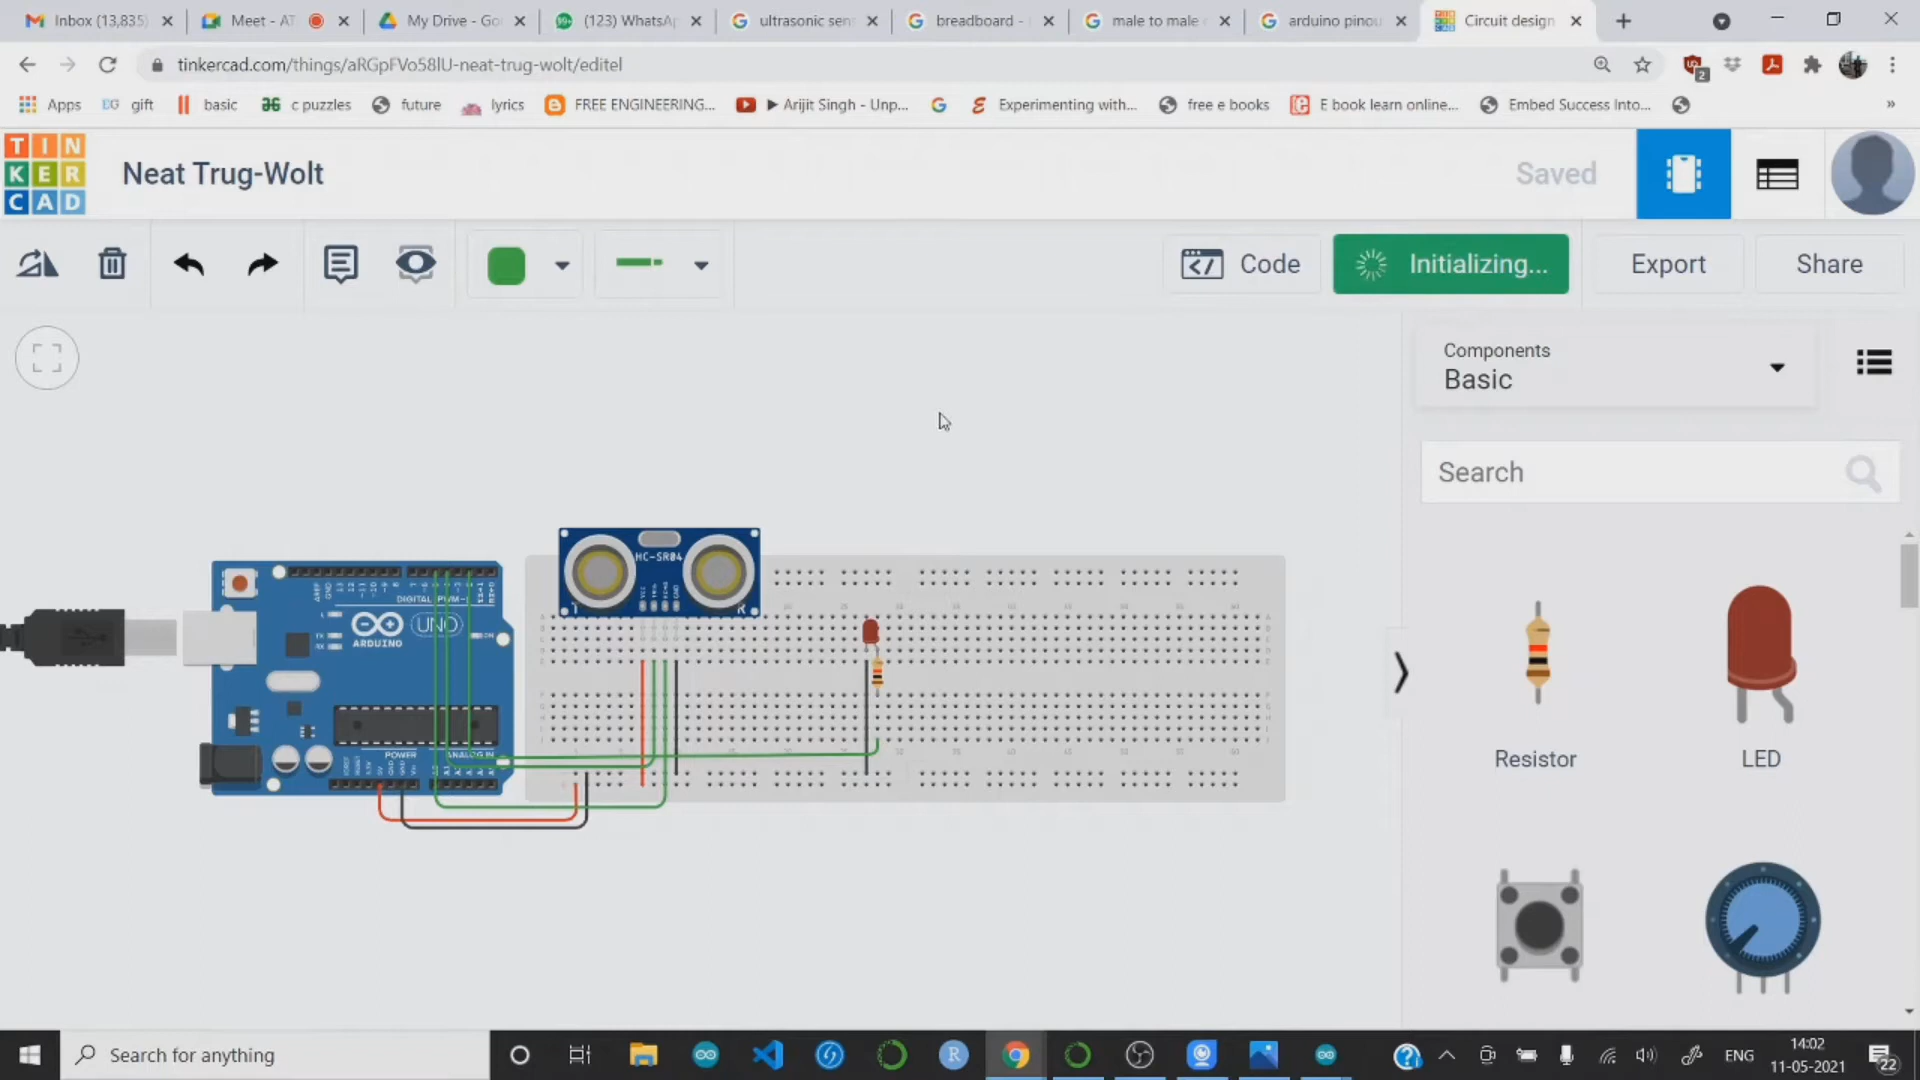 Inbox (13,835)
Meet - AT
My Drive - Go
(123) WhatsA
ultrasonic sen
breadboard -
male to male
arduino pinou
Circuit design
tinkercad.com/things/aRGpFVo58lU-neat-trug-wolt/editel
2
Apps
EG gift
basic
c puzzles
future
lyrics
FREE ENGINEERING...
Arijit Singh - Unp...
Experimenting with...
free e books
E book learn online...
Embed Success Into...
»
TIN
KER
CAD
Neat Trug-Wolt
Saved
Code
Initializing...
Export
Share
Components
Basic
Search
HC-SR04
T
R
DIGITAL
UNO
ARDUINO
ON
POWER
ANALOG IN
Resistor
LED
Search for anything
ENG
14:02
11-05-2021
22